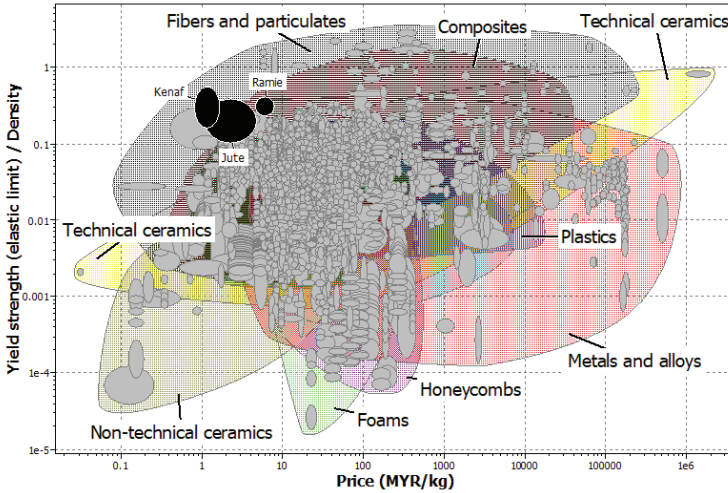 Fibers and particulates
Composites
Technical ceramics
Kenaf
Ramie
Jute
Technical ceramics
Plastics
Metals and alloys
Honeycombs
Foams
Non-technical ceramics
Yield strength (elastic limit) / Density
1
0.1
0.01
0.001
1e-4
1e-5
0.1
1
10
100
1000
10000
100000
1e6
Price (MYR/kg)